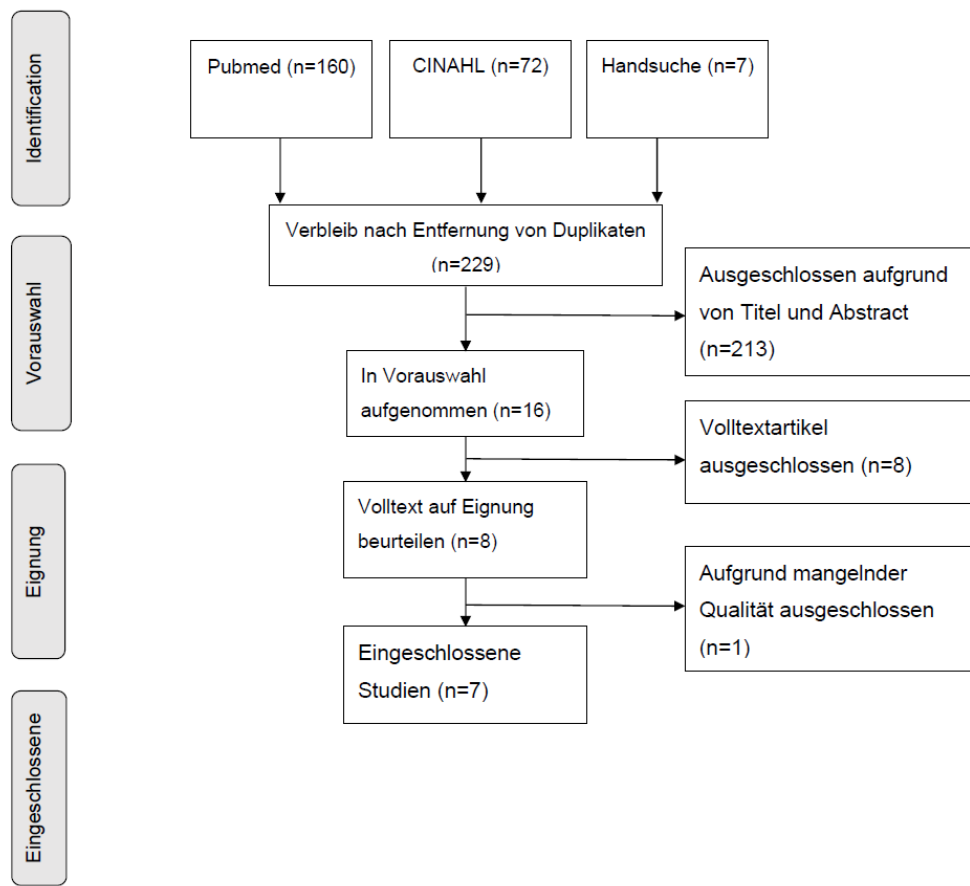 Identification
Pubmed (n=160)
CINAHL (n=72)
Handsuche (n=7)
Verbleib nach Entfernung von Duplikaten
(n=229)
Vorauswahl
Ausgeschlossen aufgrund
von Titel und Abstract
(n=213)
In Vorauswahl
aufgenommen (n=16)
Volltextartikel
ausgeschlossen (n=8)
Eignung
Volltext auf Eignung
beurteilen (n=8)
Aufgrund mangelnder
Qualität ausgeschlossen
(n=1)
Eingeschlossene
Studien (n=7)
Eingeschlossene